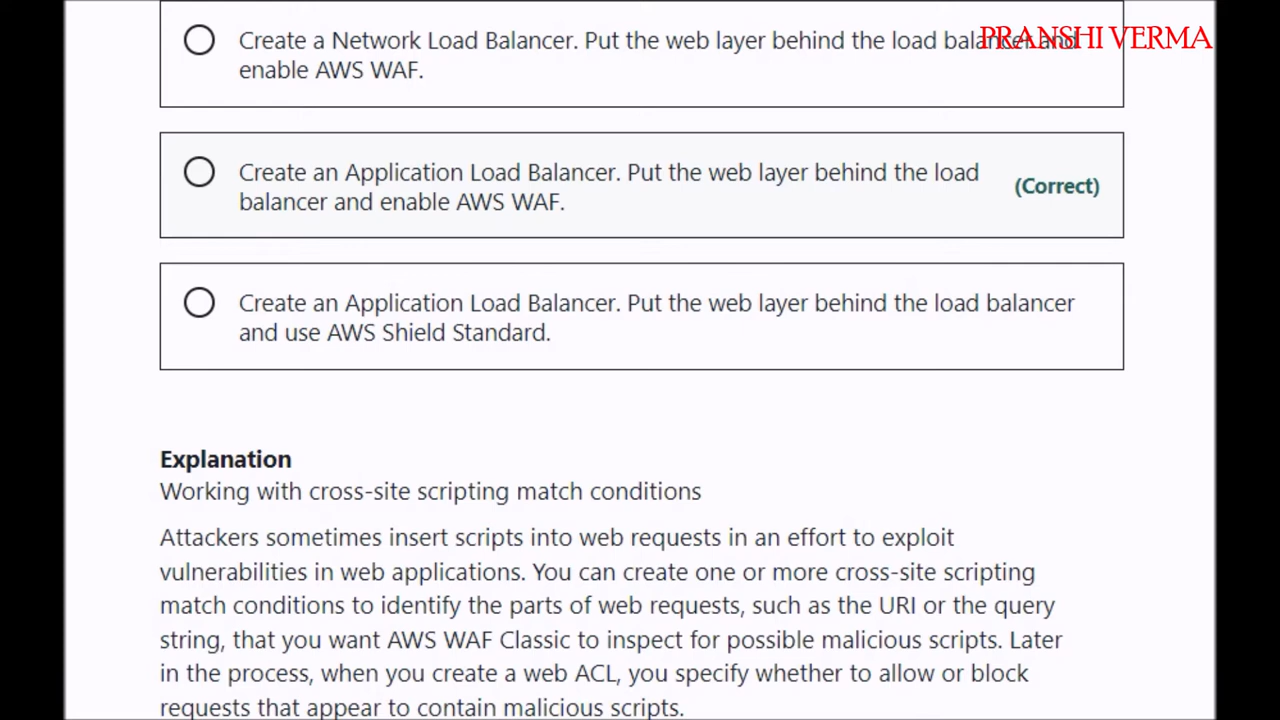 Create a Network Load Balancer. Put the web layer behind the load balancer and
enable AWS WAF.
PRANSHI VERMA
Create an Application Load Balancer. Put the web layer behind the load
balancer and enable AWS WAF.
(Correct)
Create an Application Load Balancer. Put the web layer behind the load balancer
and use AWS Shield Standard.
Explanation
Working with cross-site scripting match conditions
Attackers sometimes insert scripts into web requests in an effort to exploit
vulnerabilities in web applications. You can create one or more cross-site scripting
match conditions to identify the parts of web requests, such as the URI or the query
string, that you want AWS WAF Classic to inspect for possible malicious scripts. Later
in the process, when you create a web ACL, you specify whether to allow or block
requests that appear to contain malicious scripts.